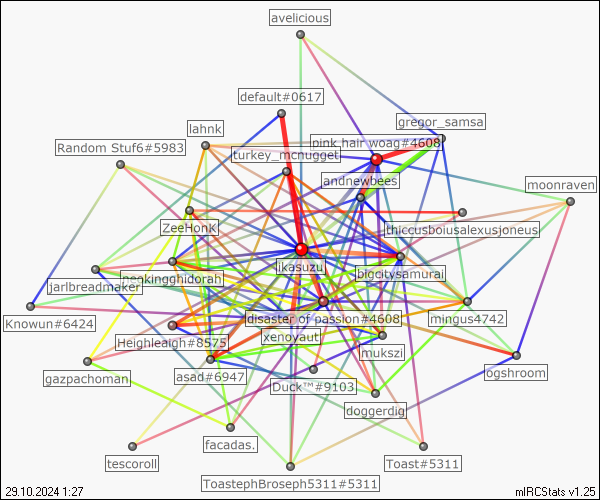 avelicious
default#0617
gregor_samsa
lahnk
pink hair woag#4608
Random Stuf6#5983
turkey_mcnugget
andnewbees
moonraven
ZeeHonk
thiccusboiusalexusjoneus
likasuzu
bigcitysamurai
neekingghidorah
jarlbreadmaker
Knowun#6424
disaster of passion#4608
mingus4742
Heighleaigh#8575
xenoyaut
mukszi
gazpachoman
asad#6947
Duck™#9103
ogshroom
doggerdig
facadas.
tescoroll
Toast#5311
ToastephBroseph5311#5311
29.10.2024 1:27
mIRCStats v1.25